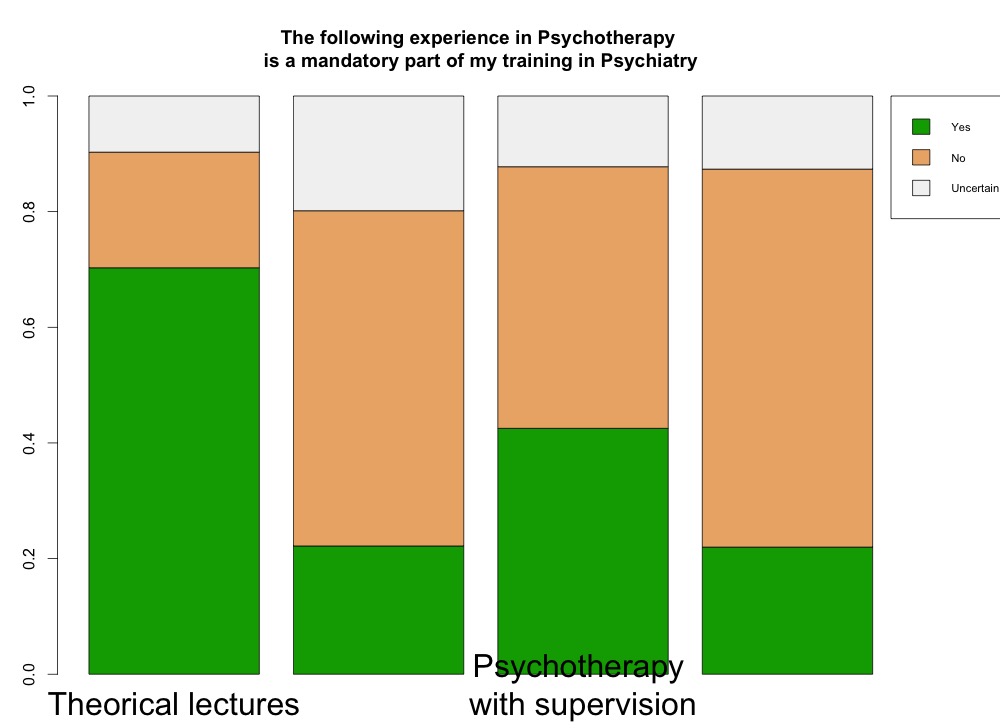 The following experience in Psychotherapy
is a mandatory part of my training in Psychiatry
1.0
0.8
0.6
0.4
0.2
0.0
Yes
No
Uncertain
Theorical lectures
Psychotherapy
with supervision